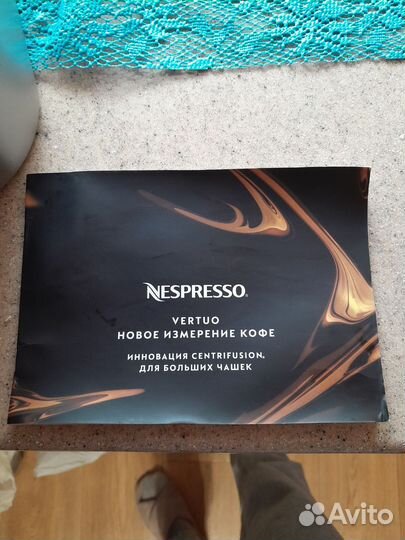 NESPRESSO®
VERTUO
НОВОЕ ИЗМЕРЕНИЕ КОФЕ
ИННОВАЦИЯ CENTRIFUSION,
ДЛЯ БОЛЬШИХ ЧАШЕК
Avito